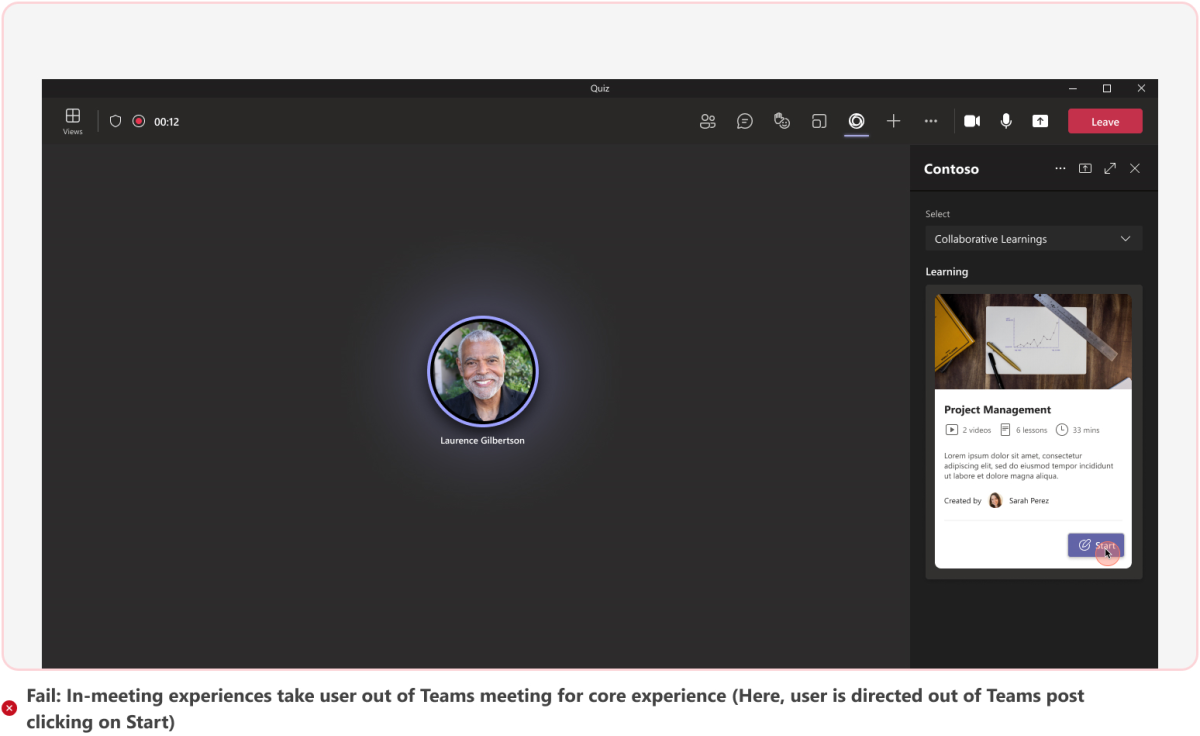 Quiz
Views
00:12
Leave
Contoso
Select
Collaborative Learnings
Learning
Project Management
2 videos 6 lessons 33 mins
Lorem ipsum dolor sit amet, consectetur
adipiscing elit, sed do eiusmod tempor incididunt
ut labore et dolore magna aliqua.
Created by Sarah Perez
Start
Laurence Gilbertson
Fail: In-meeting experiences take user out of Teams meeting for core experience (Here, user is directed out of Teams post
clicking on Start)